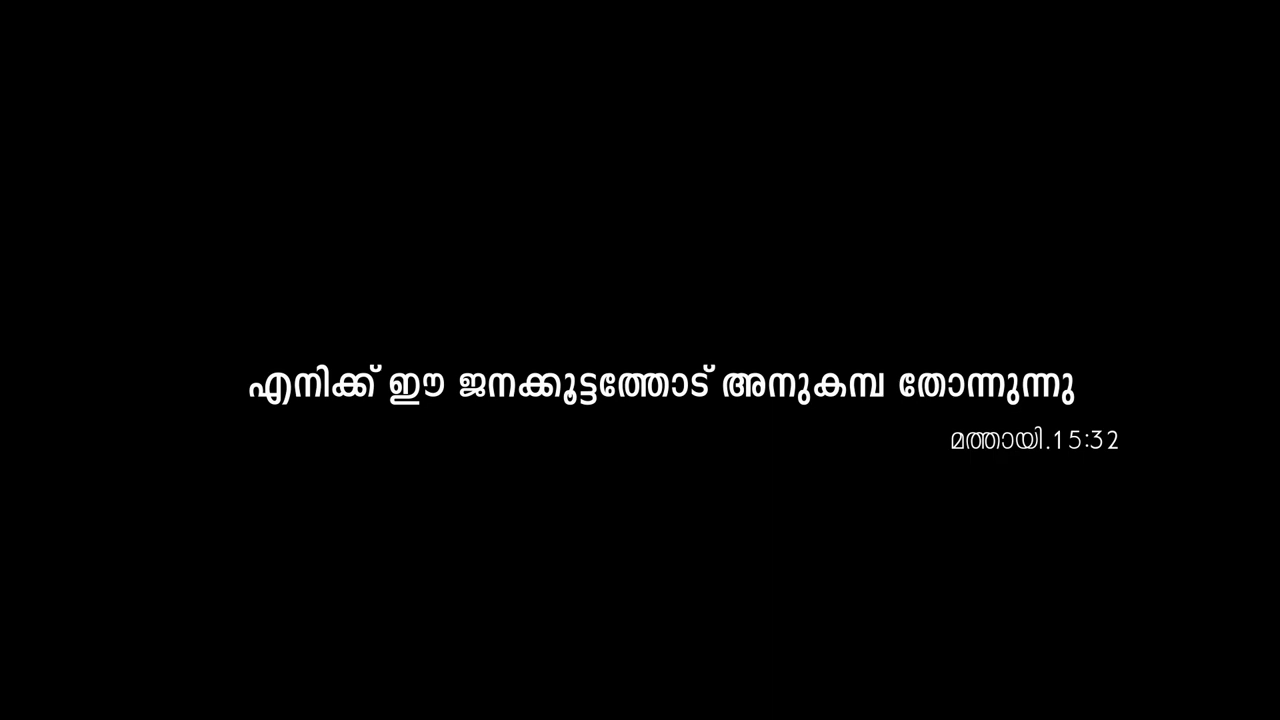 എനിക്ക് ഈ ജനക്കൂട്ടത്തോട് അനുകമ്പ തോന്നുന്നു
മത്തായി.15:32